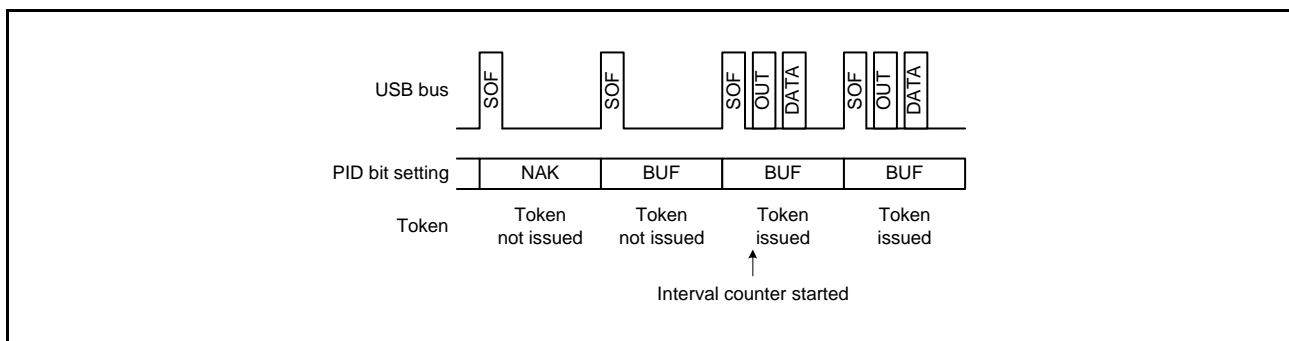 USB bus
SOF
SOF
SOF
OUT
DATA
SOF
OUT
DATA
PID bit setting
NAK
BUF
BUF
BUF
Token
Token
not issued
Token
not issued
Token
issued
Token
issued
Interval counter started